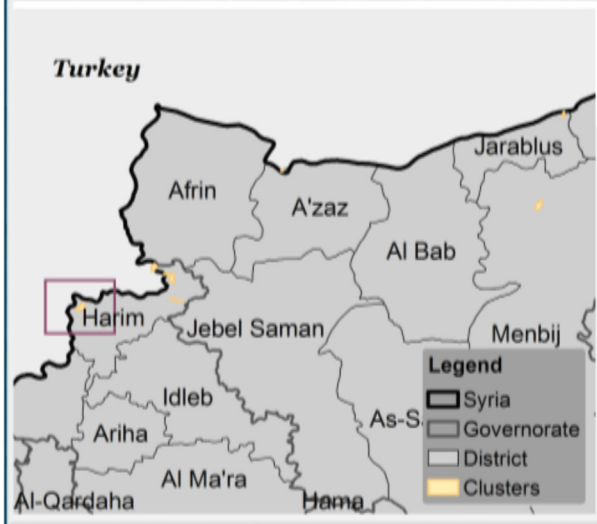 Turkey
Jarablus
Afrin
A'zaz
Al Bab
Harim
Jebel Saman
Menbij
Legend
Idleb
Syria
As-S
Governorate
Ariha
District
Al Ma'ra
Clusters
Al-Qardaha
Hama